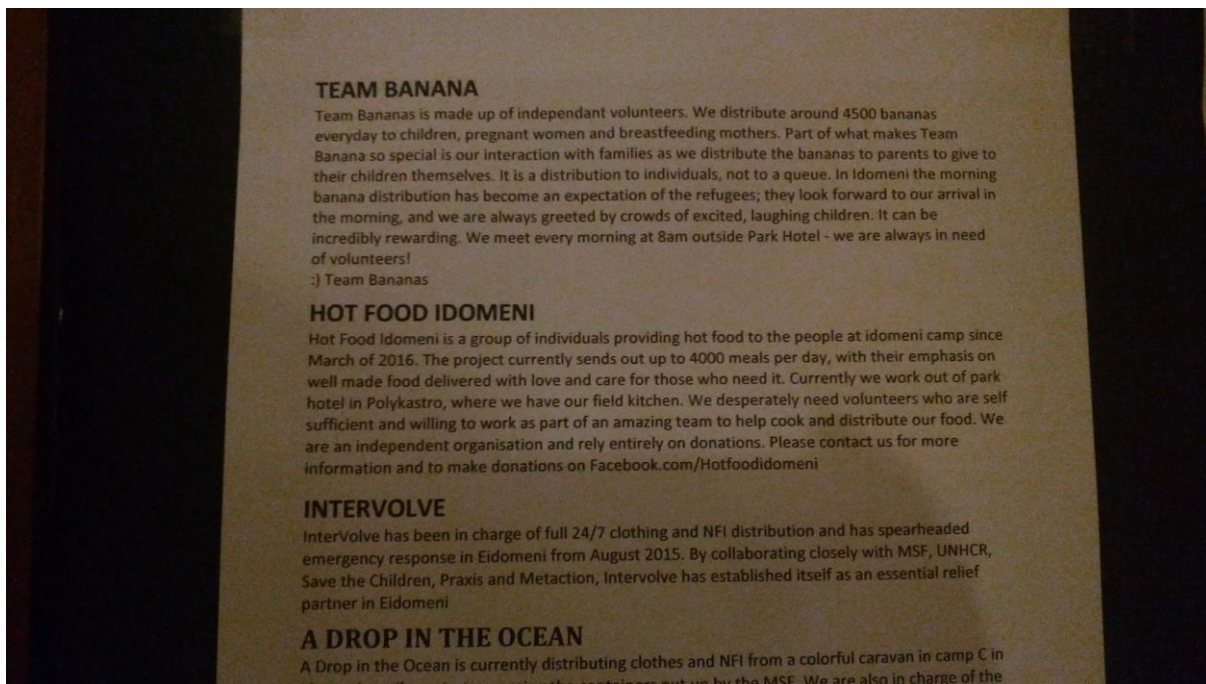 TEAM BANANA
Team Bananas is made up of independant volunteers. We distribute around 4500 bananas
everyday to children, pregnant women and breastfeeding mothers. Part of what makes Team
Banana so special is our interaction with families as we distribute the bananas to parents to give to
their children themselves. It is a distribution to individuals, not to a queue. In Idomeni the morning
banana distribution has become an expectation of the refugees; they look forward to our arrival in
the morning, and we are always greeted by crowds of excited, laughing children. It can be
incredibly rewarding. We meet every morning at 8am outside Park Hotel - we are always in need
of volunteers!
:) Team Bananas
HOT FOOD IDOMENI
Hot Food Idomeni is a group of individuals providing hot food to the people at idomeni camp since
March of 2016. The project currently sends out up to 4000 meals per day, with their emphasis on
well made food delivered with love and care for those who need it. Currently we work out of park
hotel in Polykastro, where we have our field kitchen. We desperately need volunteers who are self
sufficient and willing to work as part of an amazing team to help cook and distribute our food. We
are an independent organisation and rely entirely on donations. Please contact us for more
information and to make donations on Facebook.com/Hotfoodidomeni
INTERVOLVE
InterVolve has been in charge of full 24/7 clothing and NFI distribution and has spearheaded
emergency response in Eidomeni from August 2015. By collaborating closely with MSF, UNHCR,
Save the Children, Praxis and Metaction, Intervolve has established itself as an essential relief
partner in Eidomeni
A DROP IN THE OCEAN
A Drop in the Ocean is currently distributing clothes and NFI from a colorful caravan in camp C in
the containers put up by the MSF. We are also in charge of the